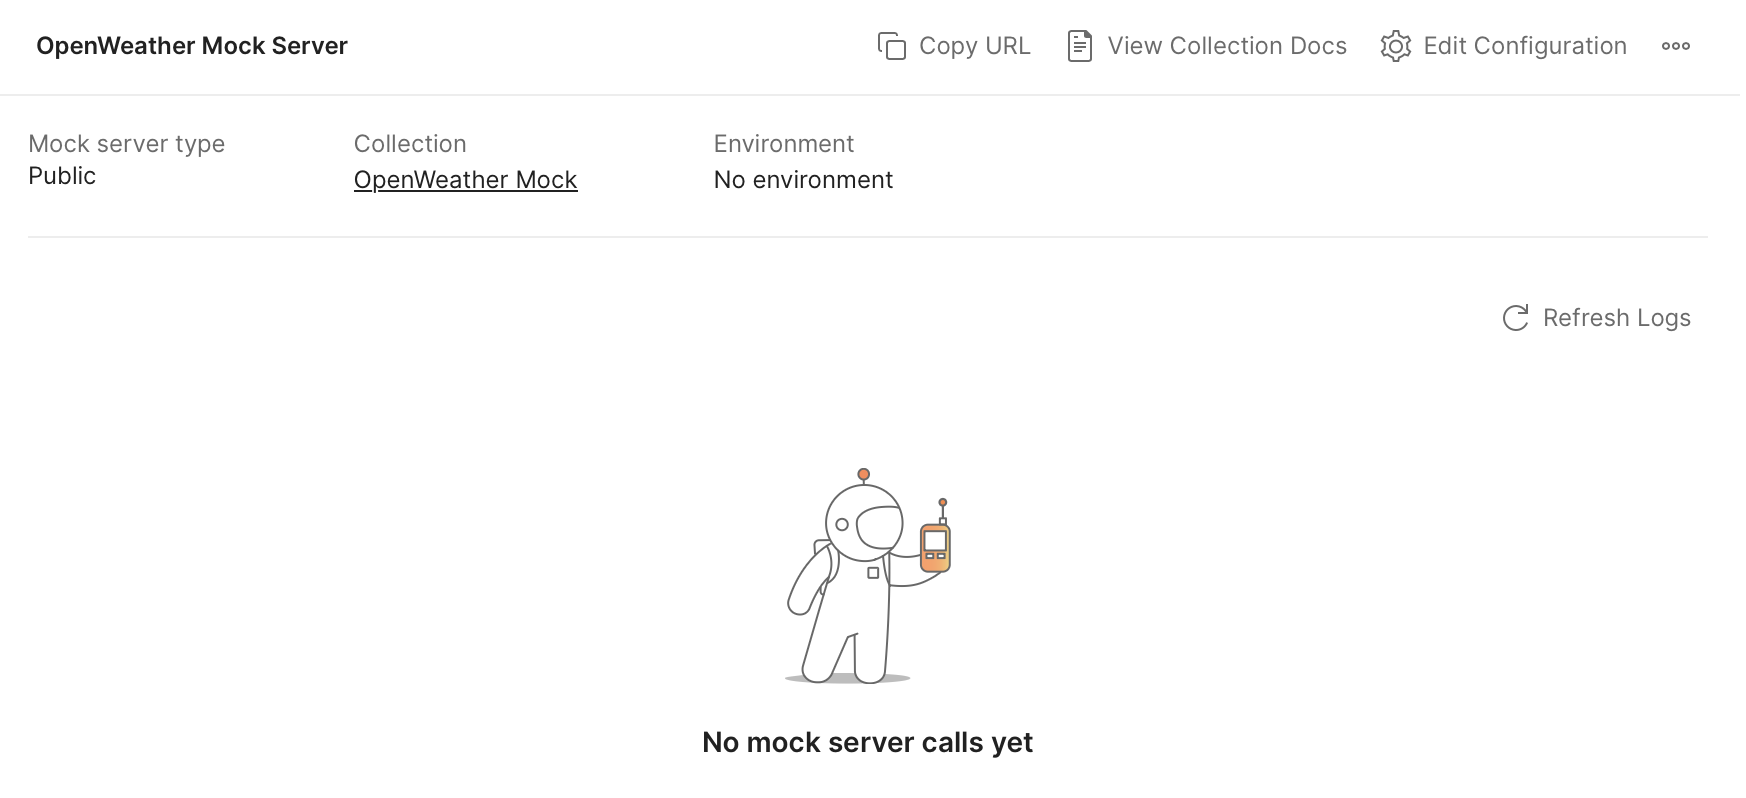 OpenWeather Mock Server
Copy URL
View Collection Docs
Edit Configuration
Mock server type
Public
Collection
OpenWeather Mock
Environment
No environment
Refresh Logs
No mock server calls yet